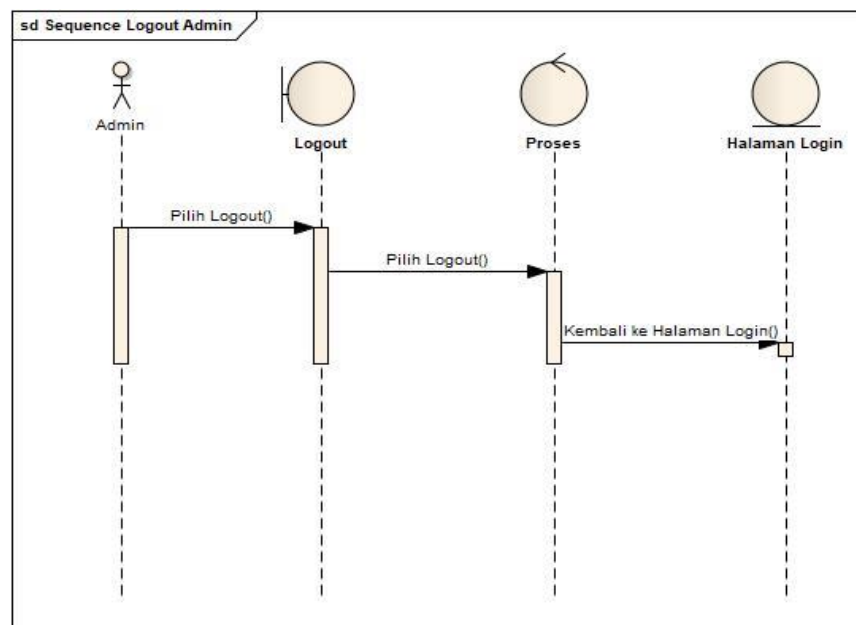 sd Sequence Logout Admin
Admin
Logout
Proses
Halaman Login
Pilih Logout()
Pilih Logout()
Kembali ke Halaman Login()